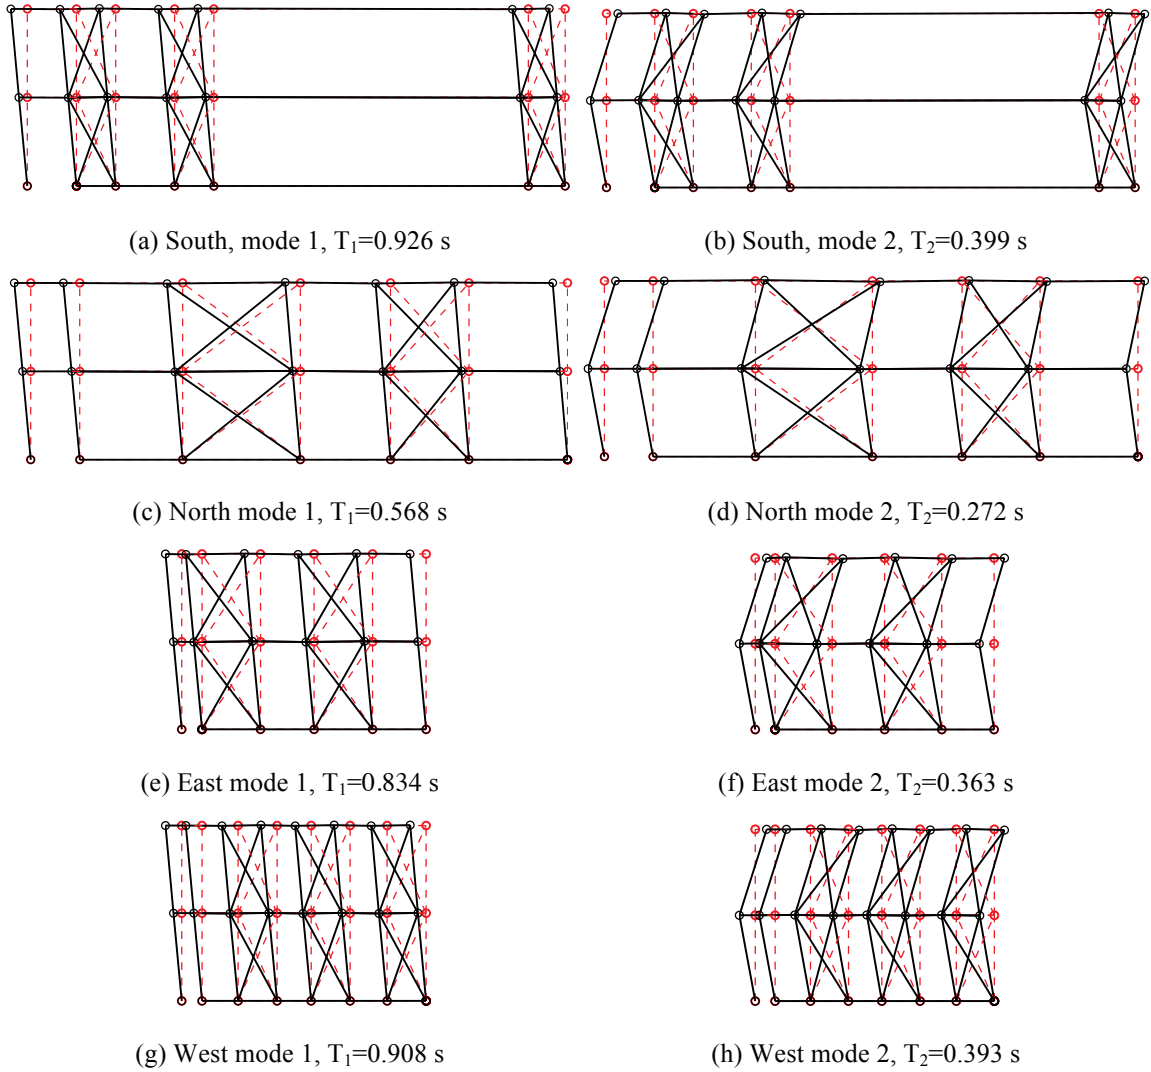 (a) South, mode 1, T₁=0.926 s
(b) South, mode 2, T₂=0.399 s
(c) North mode 1, T₁=0.568 s
(d) North mode 2, T₂=0.272 s
(e) East mode 1, T₁=0.834 s
(f) East mode 2, T₂=0.363 s
(g) West mode 1, T₁=0.908 s
(h) West mode 2, T₂=0.393 s